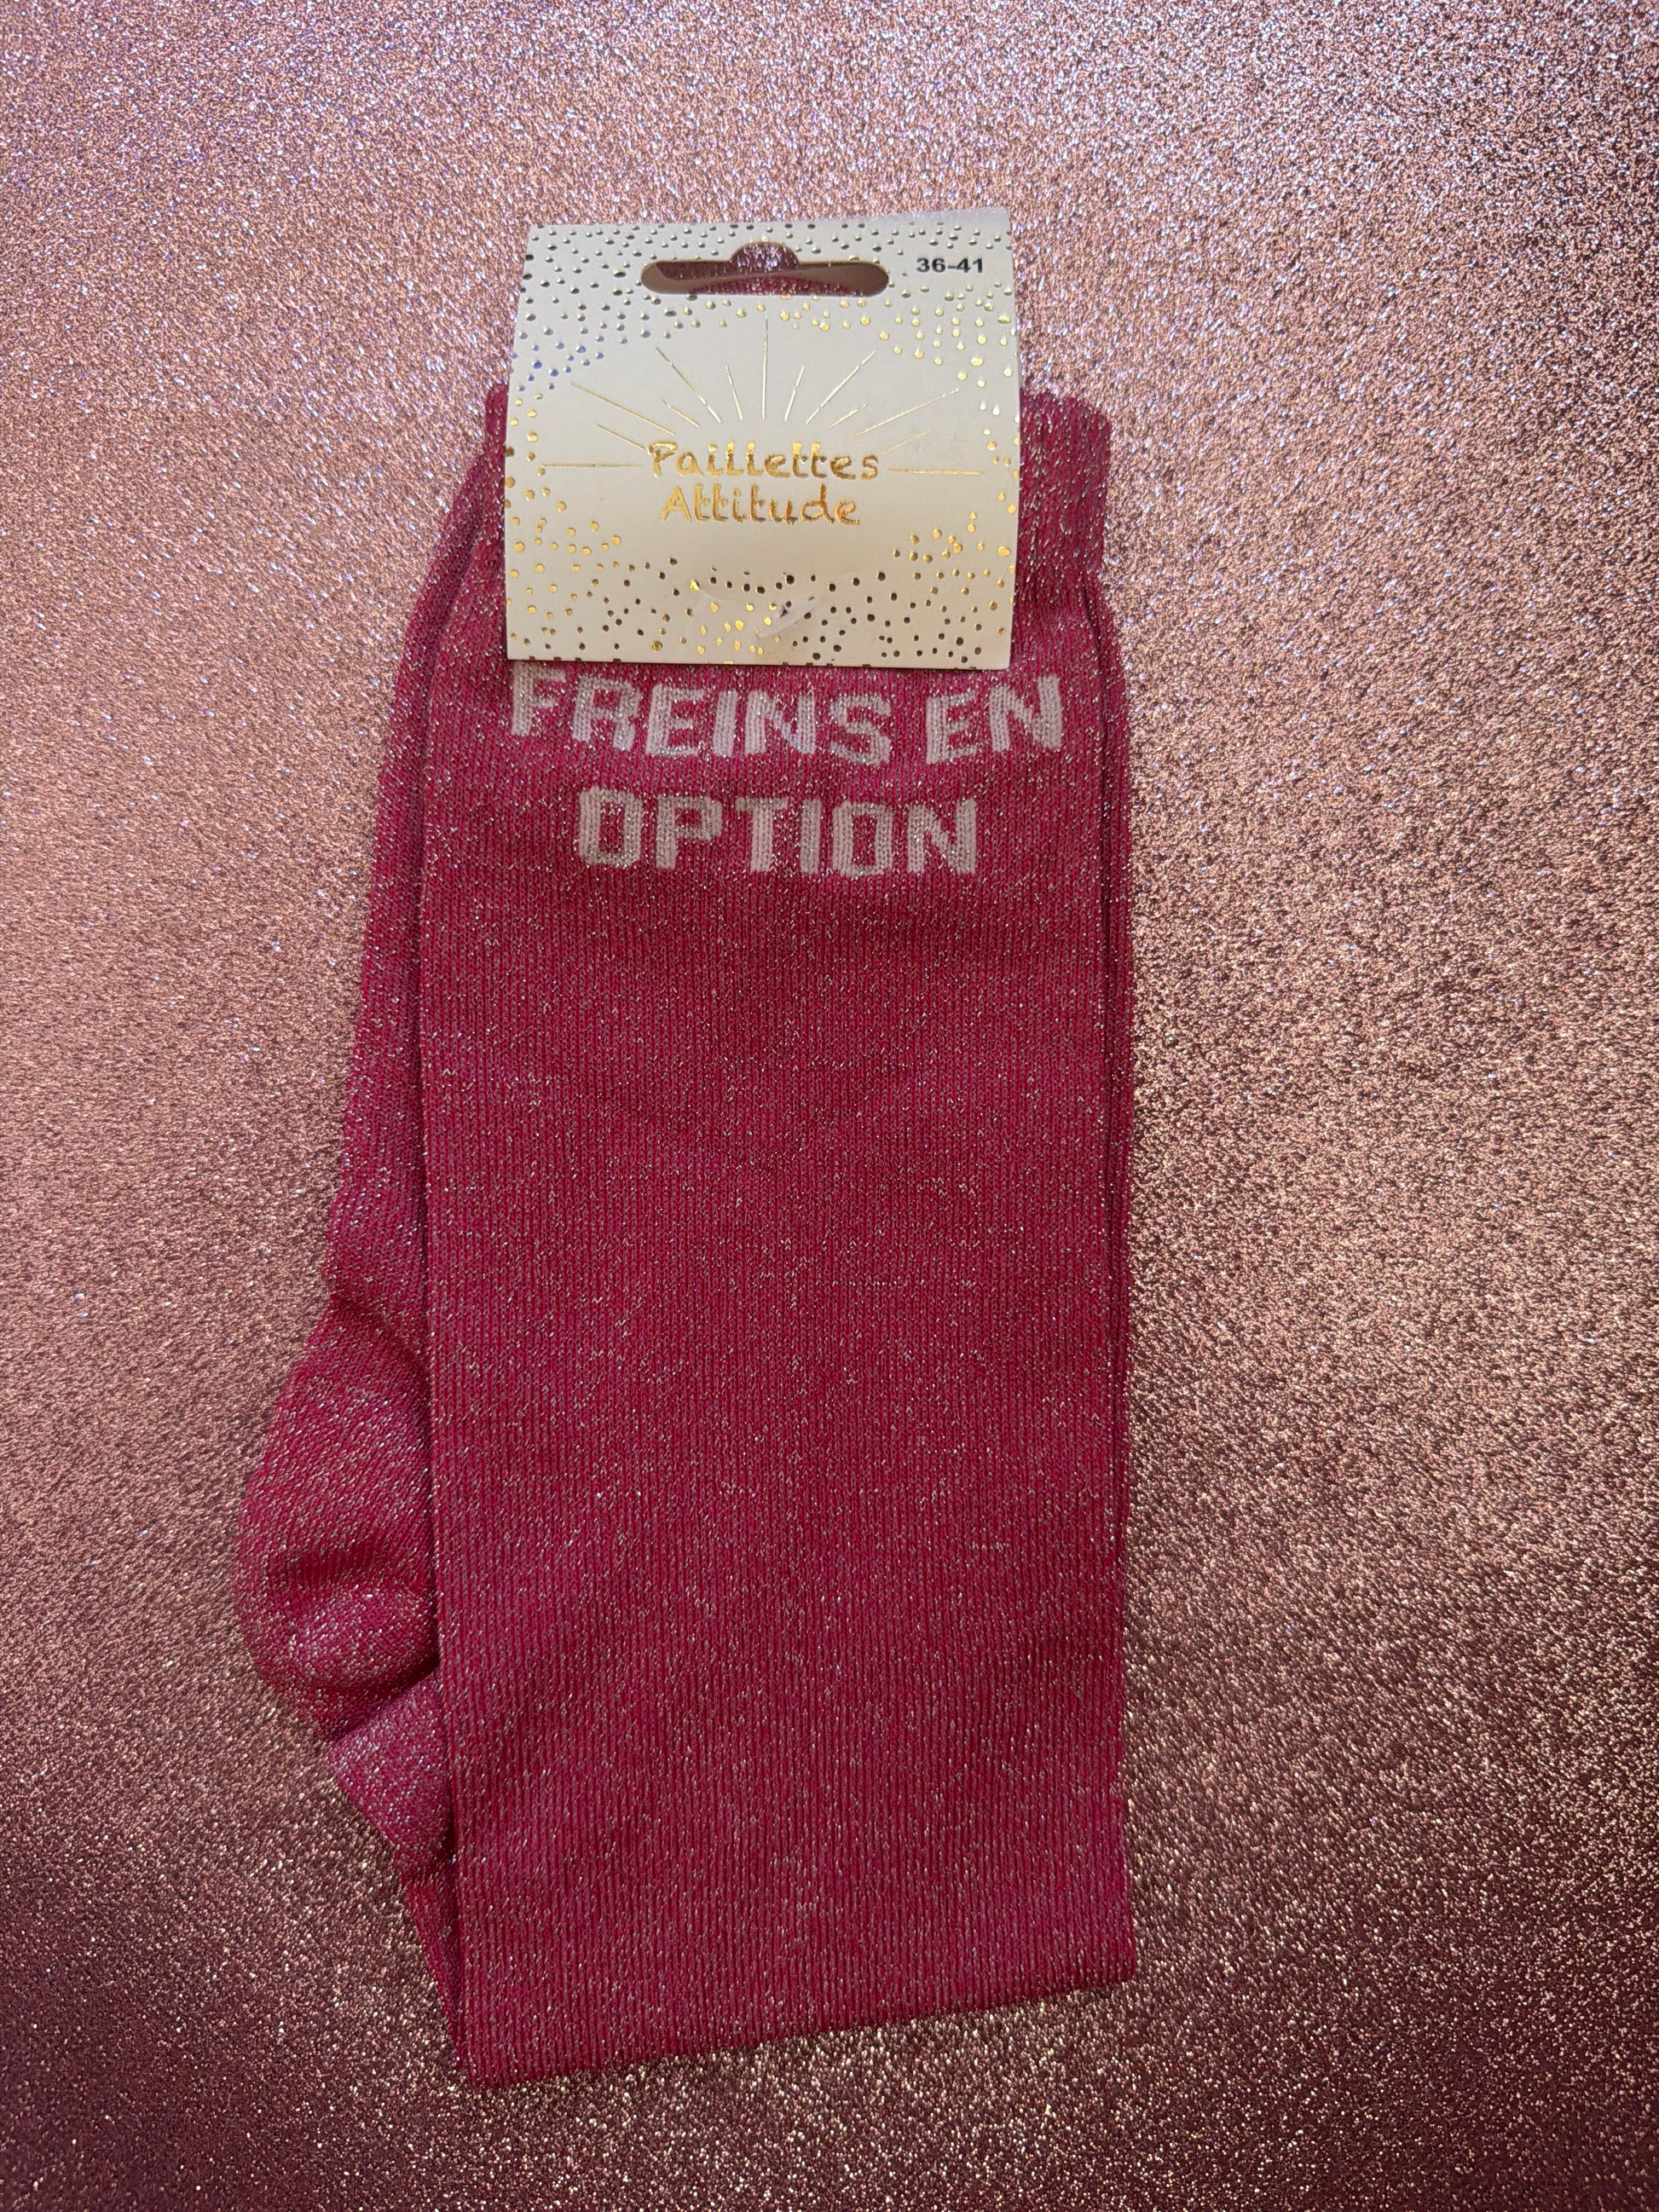 36-41
Paillettes
Attitude
FREINS EN
OPTION